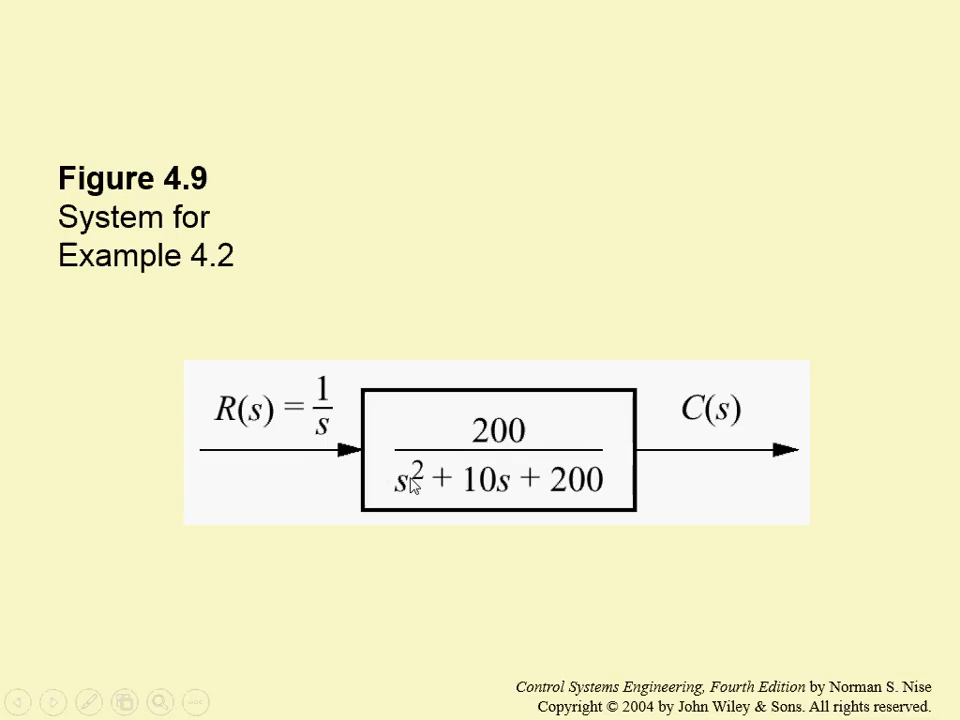 Figure 4.9
System for
Example 4.2
R(s) = 1/s
200
s² + 10s + 200
C(s)
Control Systems Engineering, Fourth Edition by Norman S. Nise
Copyright © 2004 by John Wiley & Sons. All rights reserved.